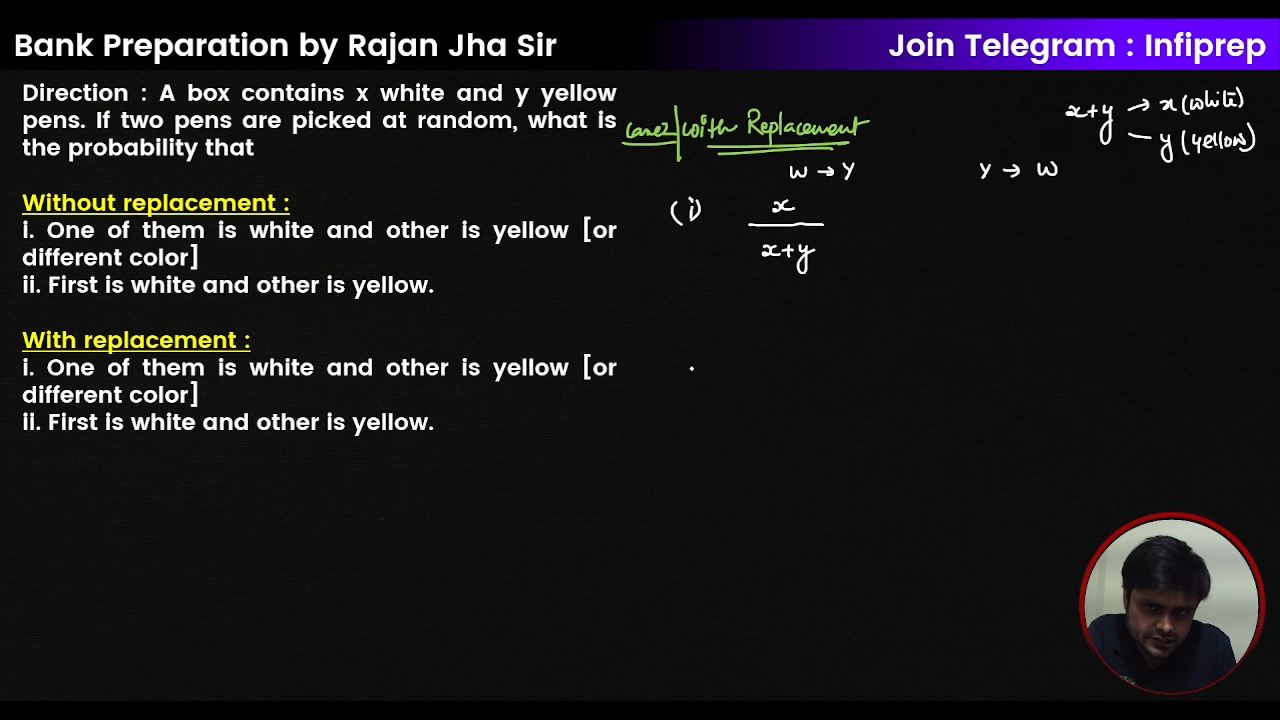 Bank Preparation by Rajan Jha Sir
Join Telegram : Infiprep
Direction : A box contains x white and y yellow
pens. If two pens are picked at random, what is
the probability that
Without replacement :
i. One of them is white and other is yellow [or
different color]
ii. First is white and other is yellow.
With replacement :
i. One of them is white and other is yellow [or
different color]
ii. First is white and other is yellow.
Case2 | with Replacement
x+y → x (white)
— y (yellow)
W → Y
Y → W
(i)
x
x+y